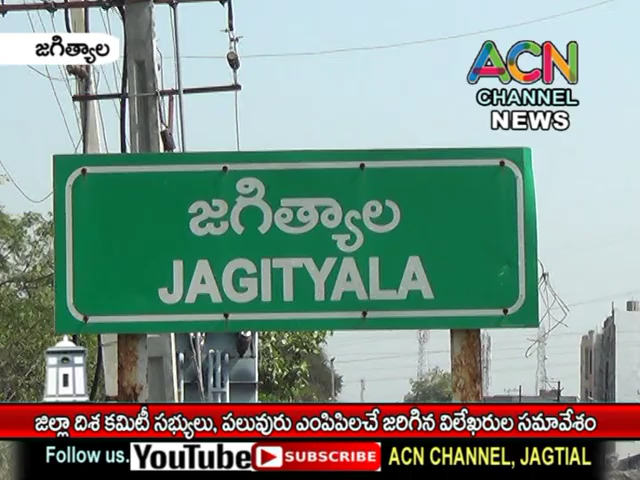 జగిత్యాల
ACN
CHANNEL
NEWS
జగిత్యాల
JAGITYALA
జిల్లా దిశ కమిటీ సభ్యులు, పలువురు ఎంపిపిలచే జరిగిన విలేఖరుల సమావేశం
Follow us. YouTube SUBSCRIBE ACN CHANNEL, JAGTIAL